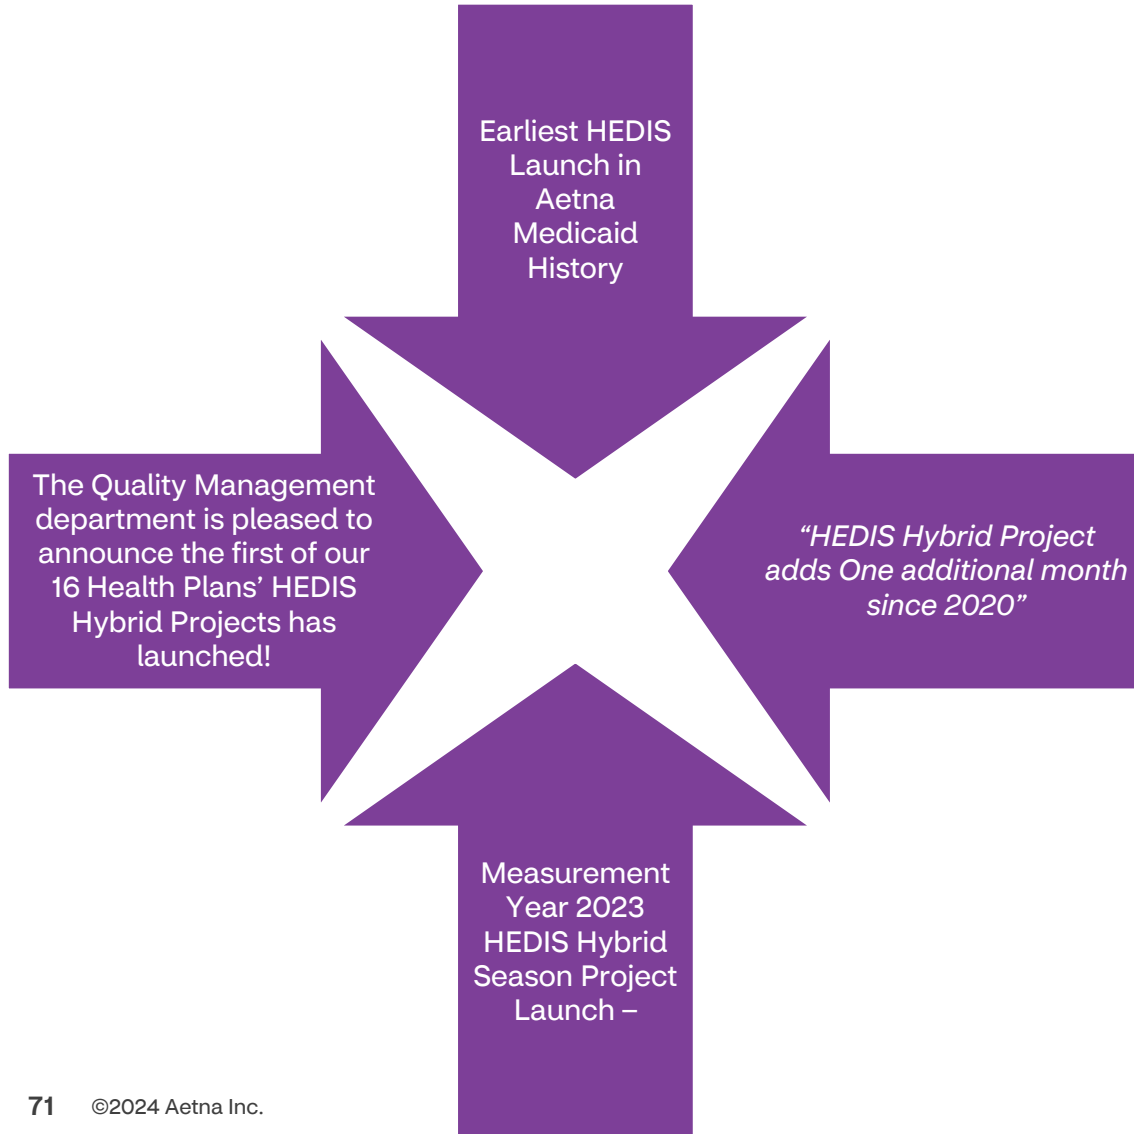 Earliest HEDIS
Launch in
Aetna
Medicaid
History
The Quality Management
department is pleased to
announce the first of our
16 Health Plans’ HEDIS
Hybrid Projects has
launched!
“HEDIS Hybrid Project
adds One additional month
since 2020”
Measurement
Year 2023
HEDIS Hybrid
Season Project
Launch –
71 ©2024 Aetna Inc.